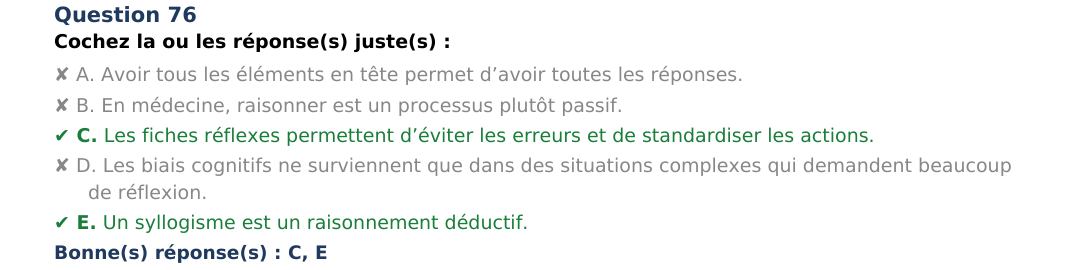 Question 76
Cochez la ou les réponse(s) juste(s) :
✘ A. Avoir tous les éléments en tête permet d’avoir toutes les réponses.
✘ B. En médecine, raisonner est un processus plutôt passif.
✔ C. Les fiches réflexes permettent d’éviter les erreurs et de standardiser les actions.
✘ D. Les biais cognitifs ne surviennent que dans des situations complexes qui demandent beaucoup
de réflexion.
✔ E. Un syllogisme est un raisonnement déductif.
Bonne(s) réponse(s) : C, E